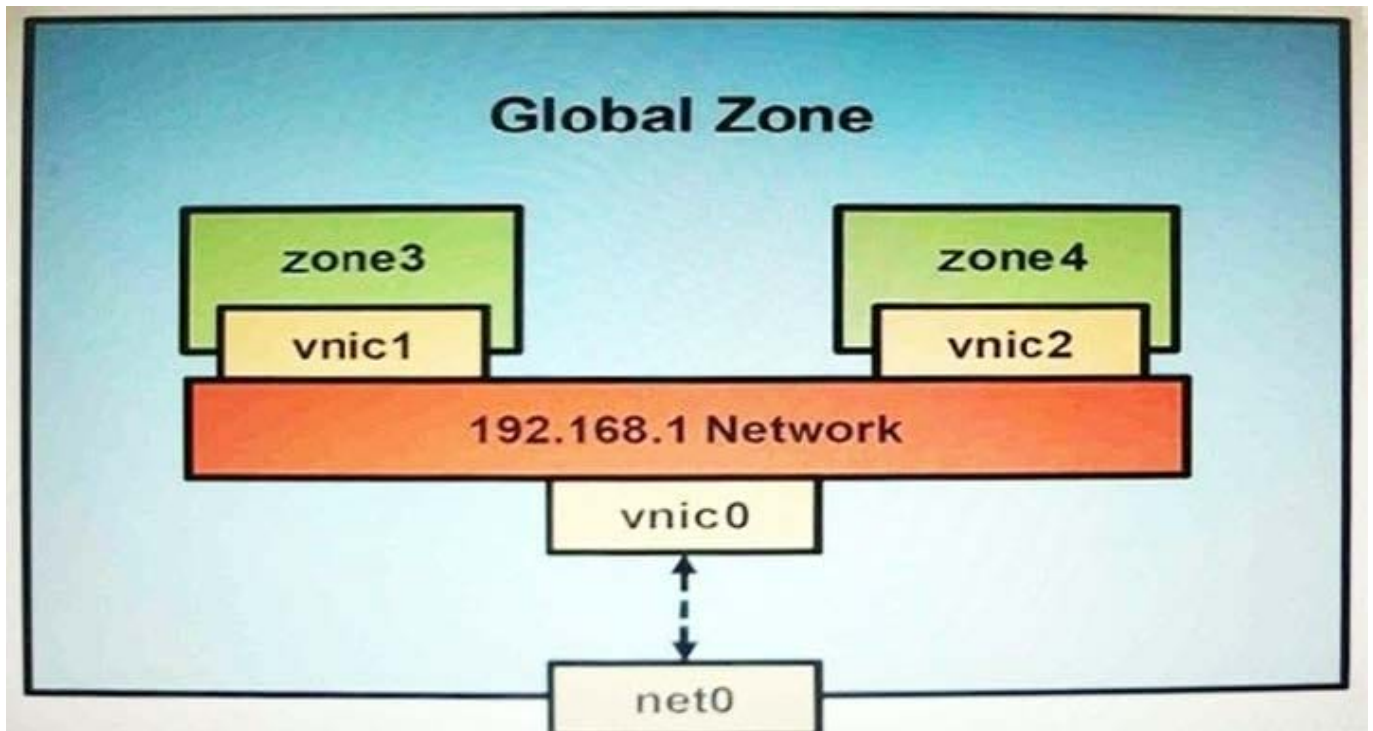 Global Zone
zone3
zone4
vnic1
vnic2
192.168.1 Network
vnic0
net0